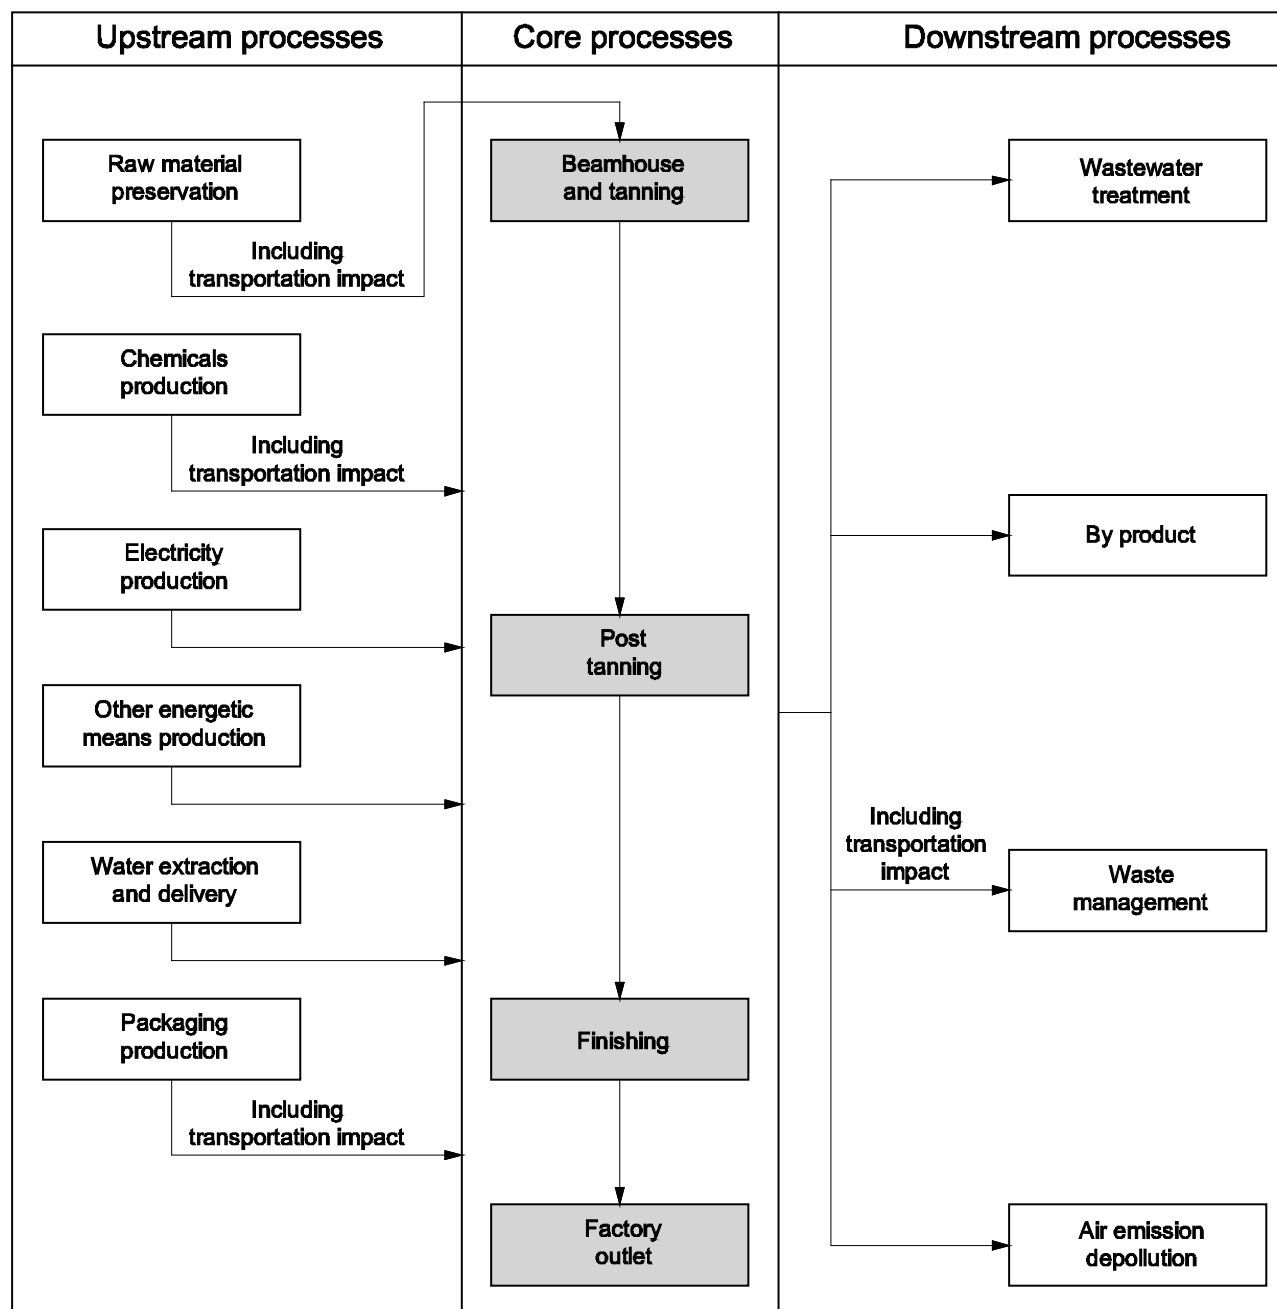 Upstream processes
Core processes
Downstream processes
Raw material
preservation
Including
transportation impact
Chemicals
production
Including
transportation impact
Electricity
production
Other energetic
means production
Water extraction
and delivery
Packaging
production
Including
transportation impact
Beamhouse
and tanning
Post
tanning
Finishing
Factory
outlet
Wastewater
treatment
By product
Including
transportation
impact
Waste
management
Air emission
depollution